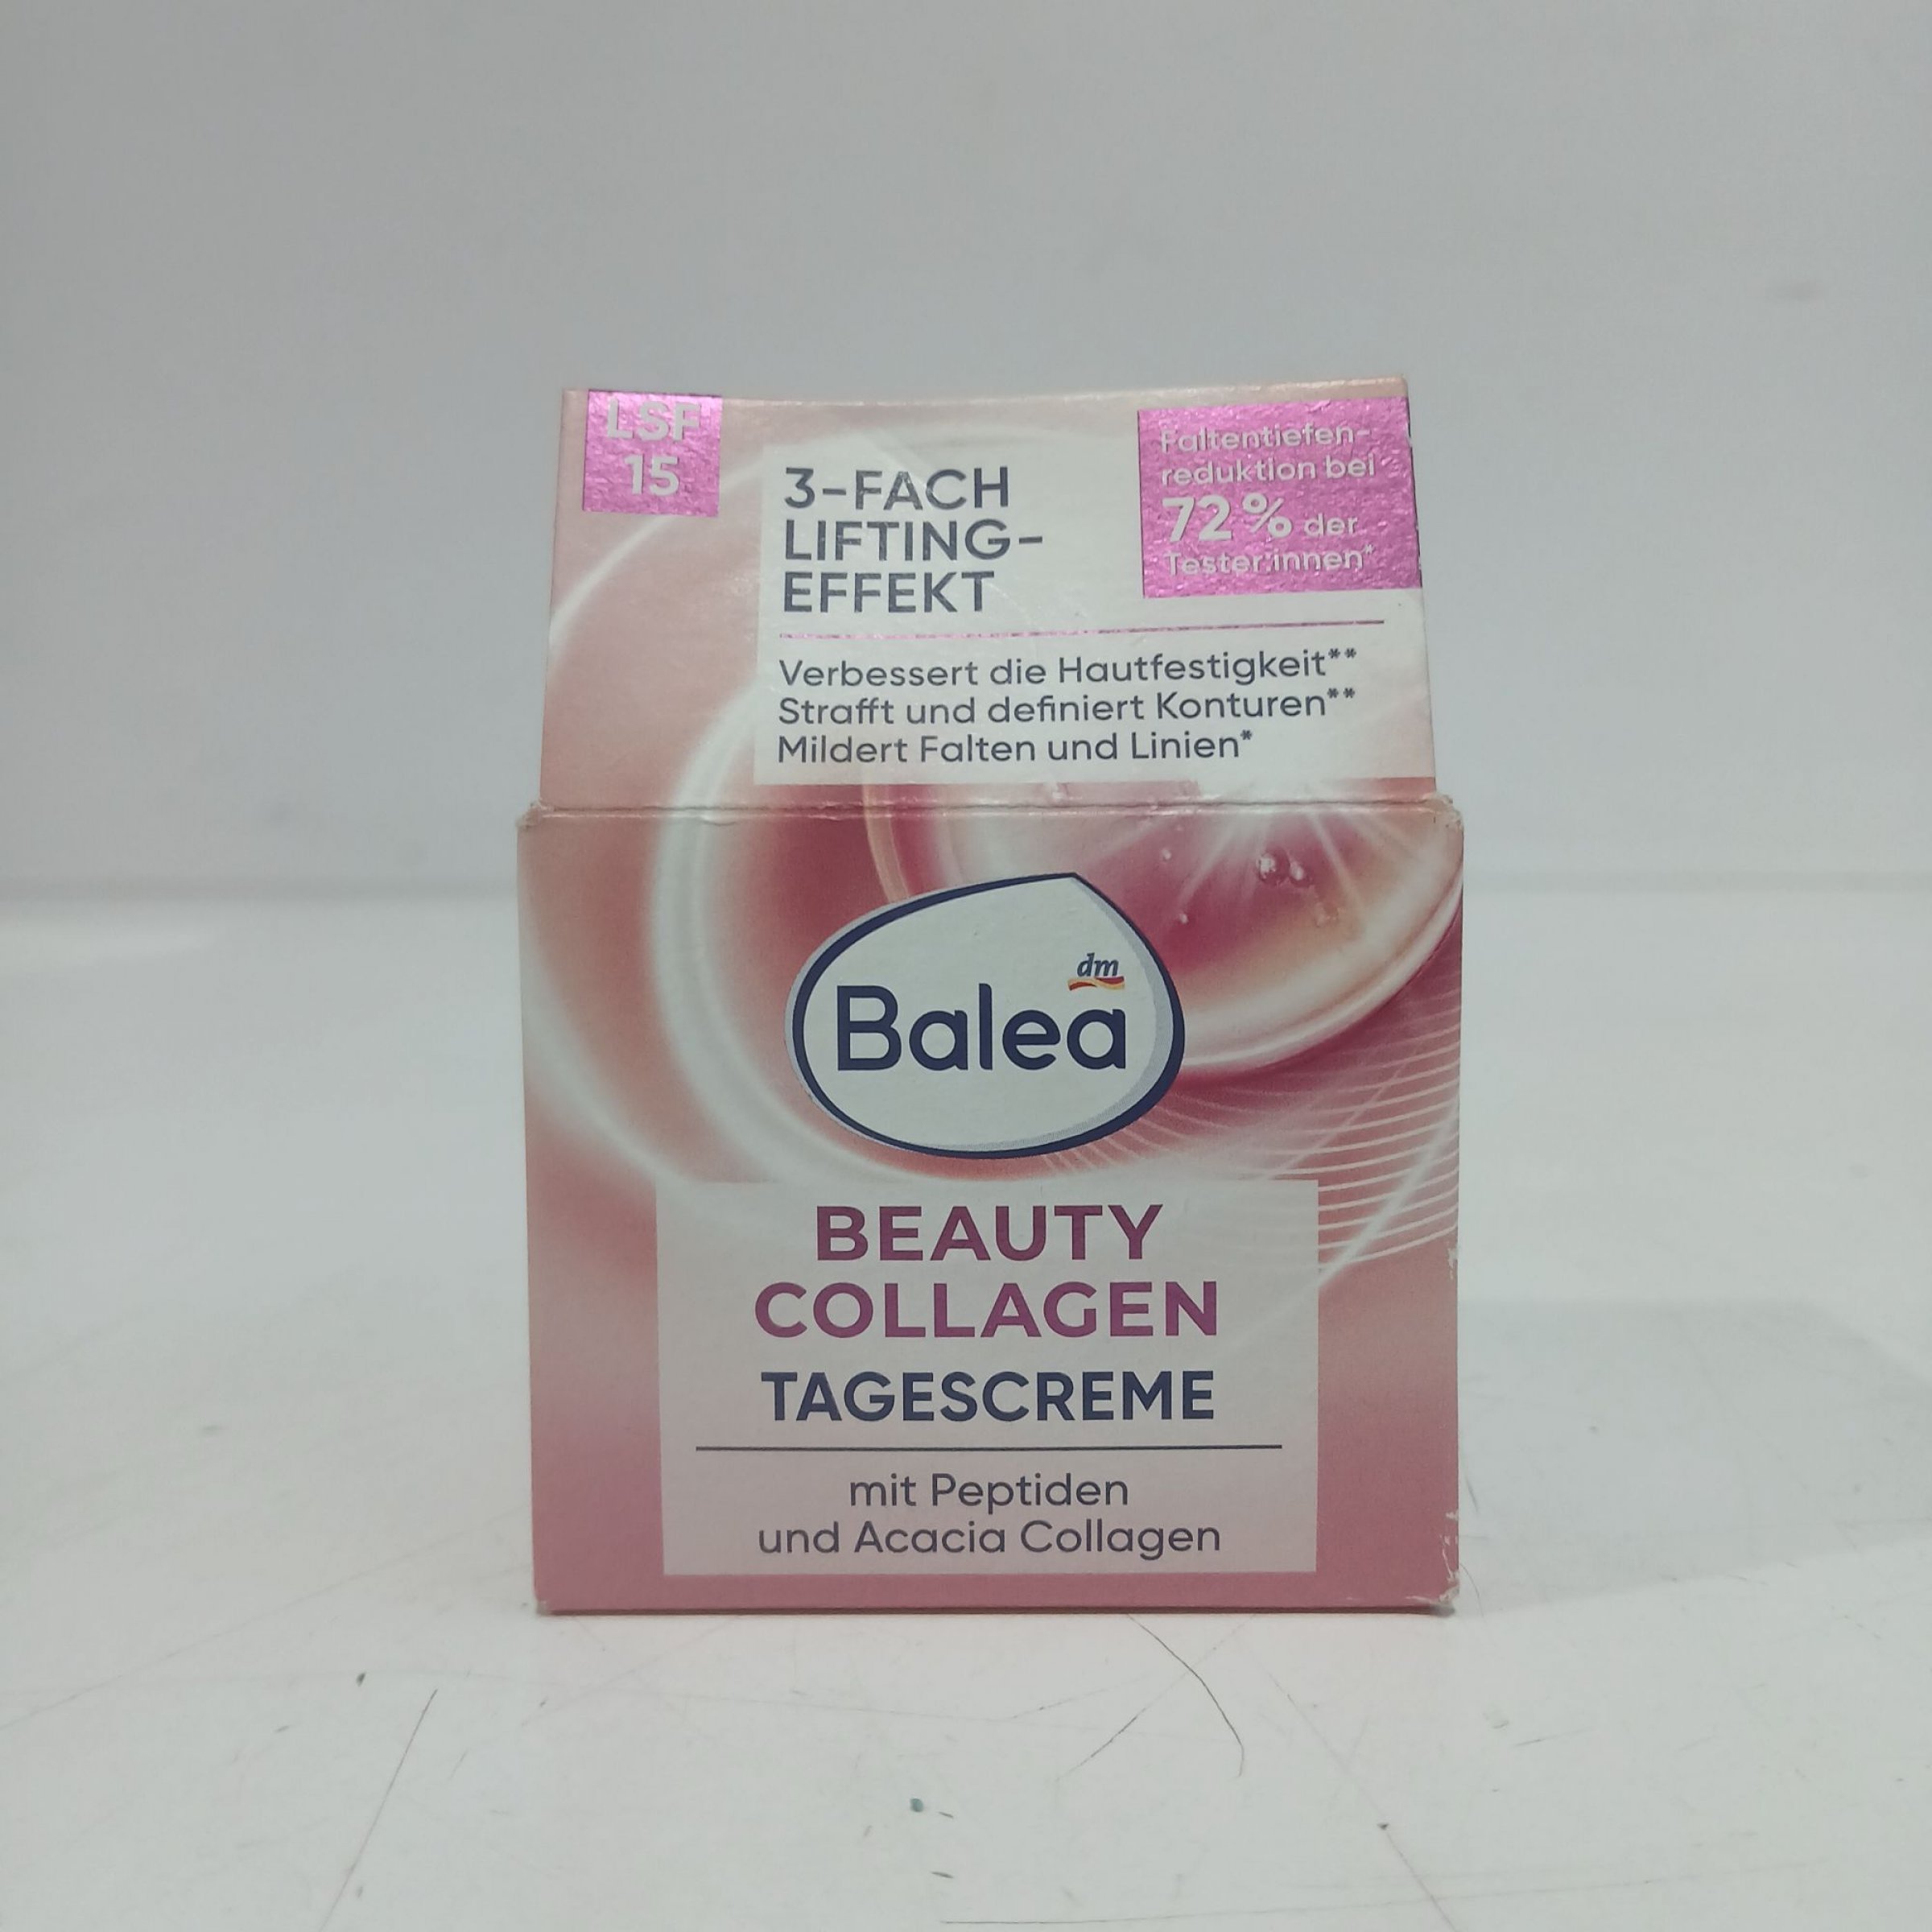 LSF
15
3-FACH
LIFTING-
EFFEKT
Faltentiefen-
reduktion bei
72% der
Tester:innen*
Verbessert die Hautfestigkeit**
Strafft und definiert Konturen**
Mildert Falten und Linien*
dm
Balea
BEAUTY
COLLAGEN
TAGESCREME
mit Peptiden
und Acacia Collagen